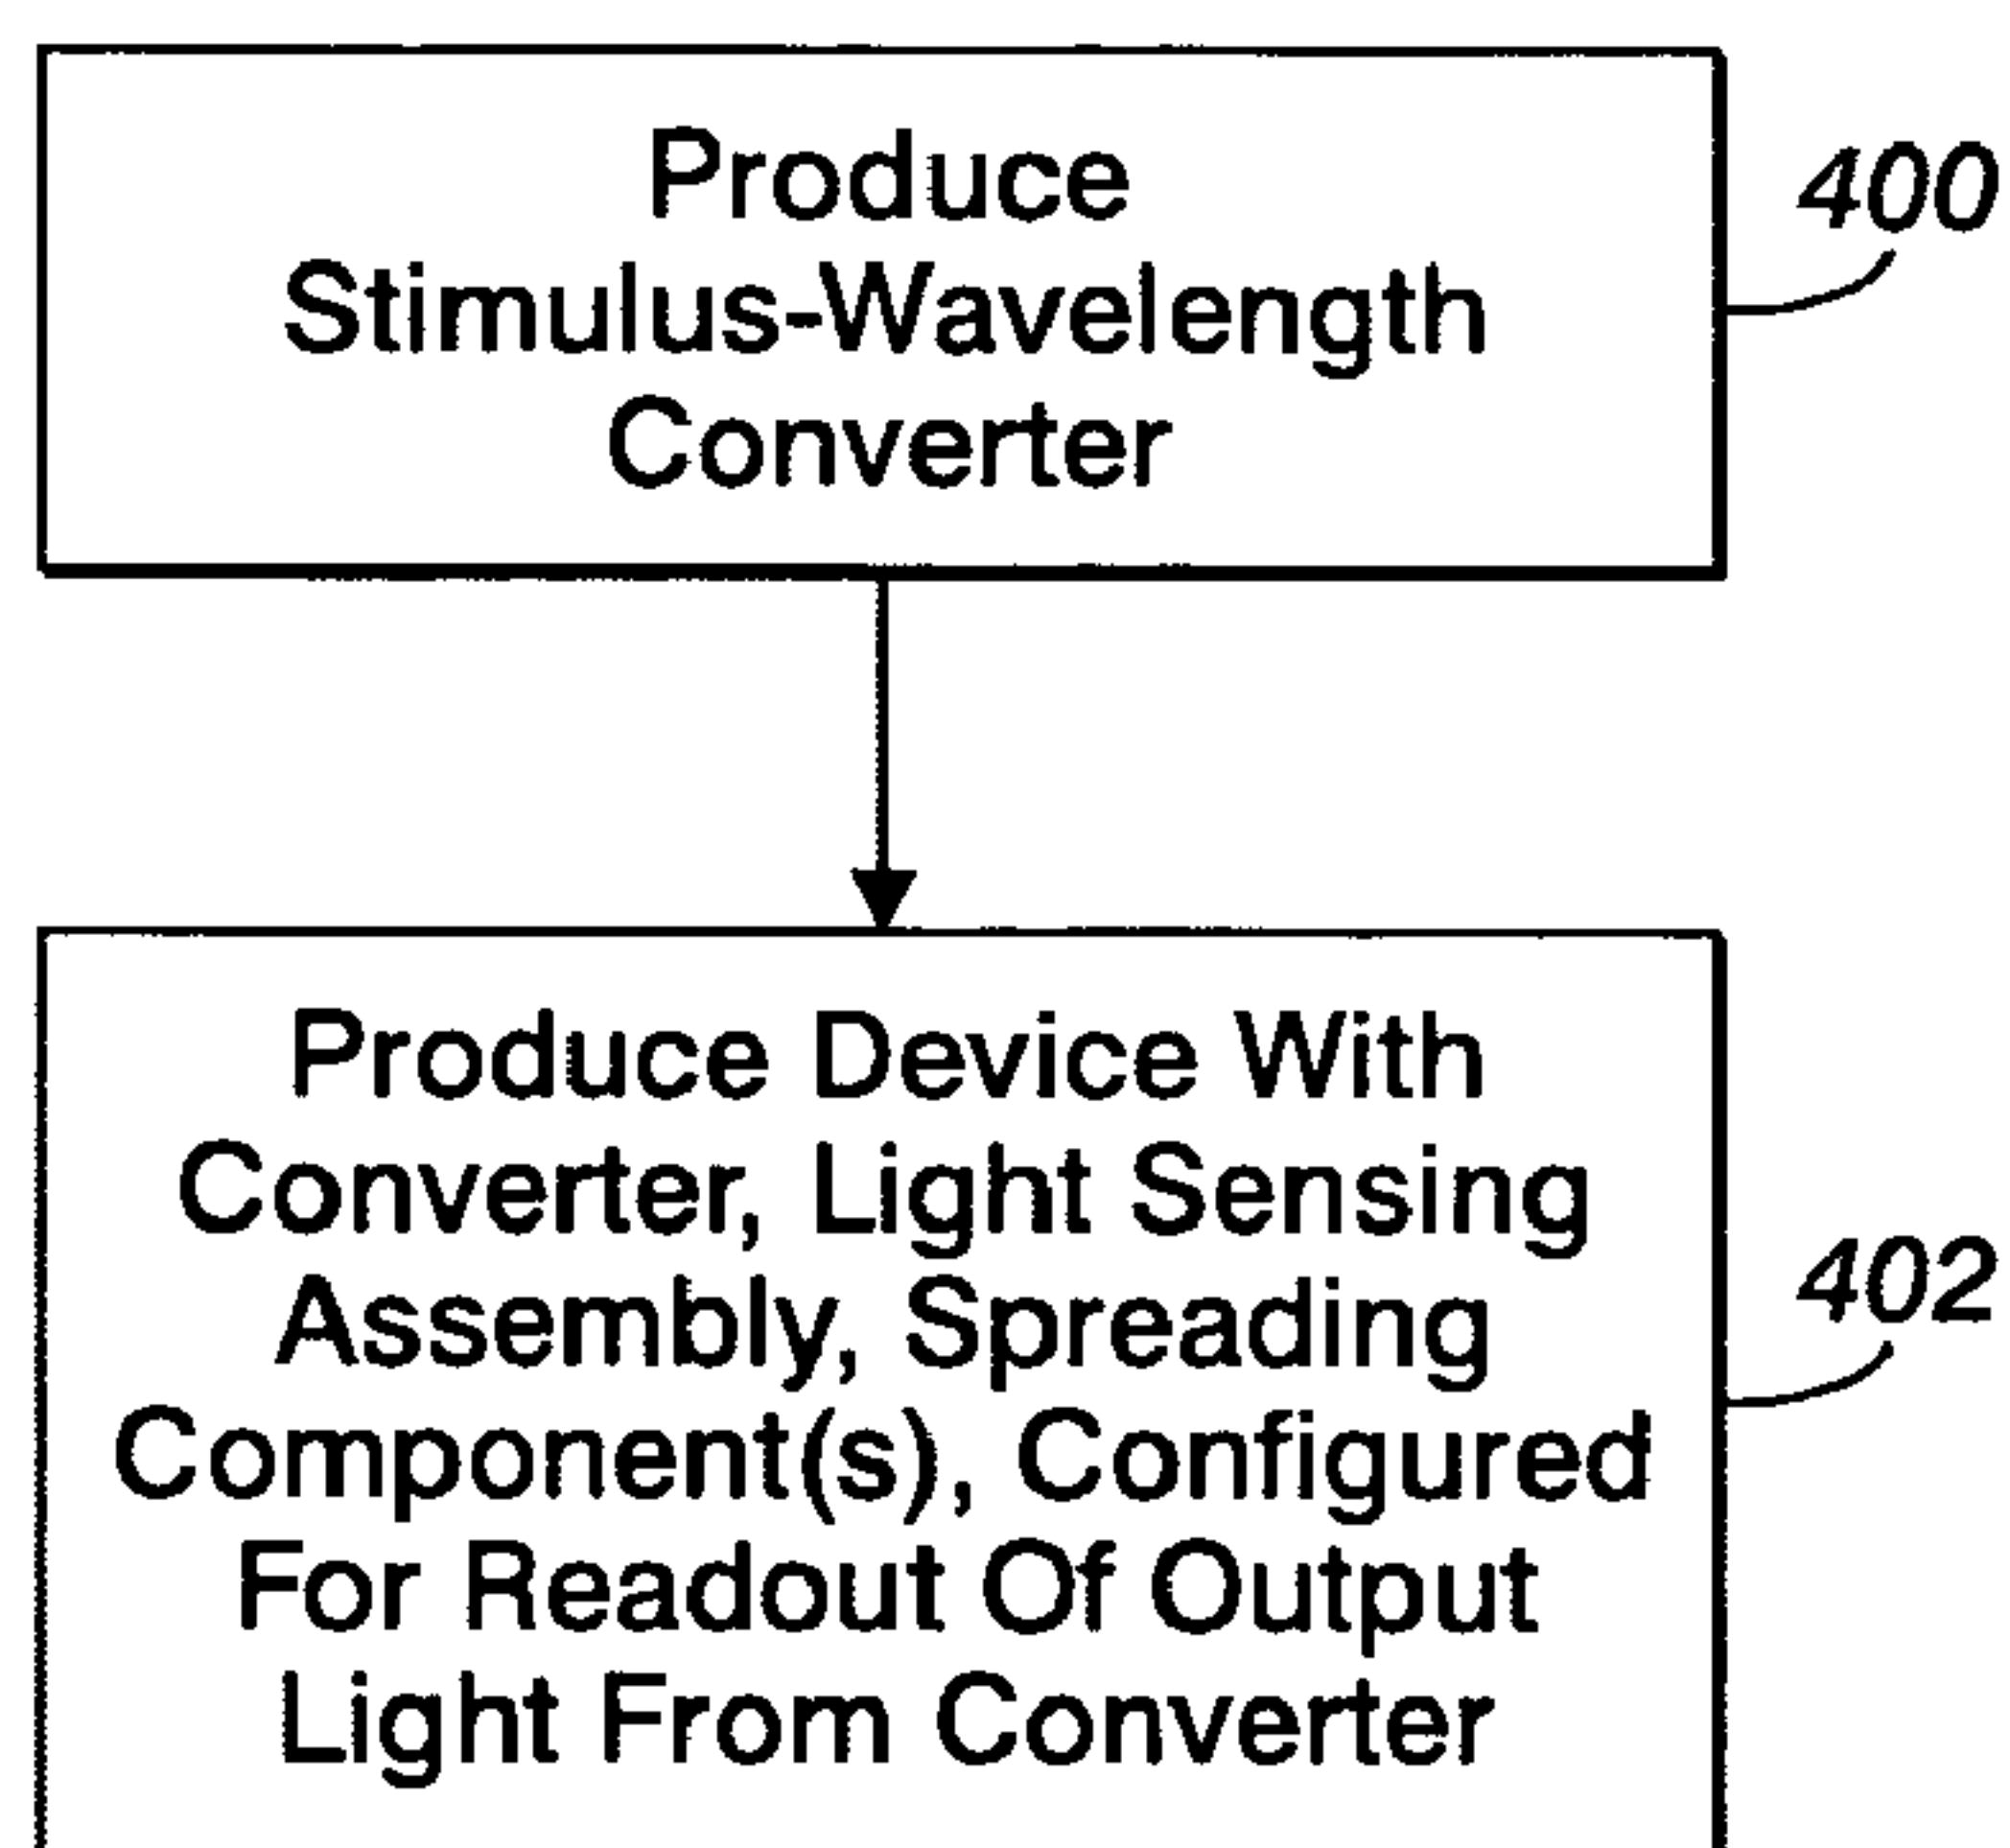 Produce
Stimulus-Wavelength
Converter
400
Produce Device With
Converter, Light Sensing
Assembly, Spreading
Component(s), Configured
For Readout Of Output
Light From Converter
402